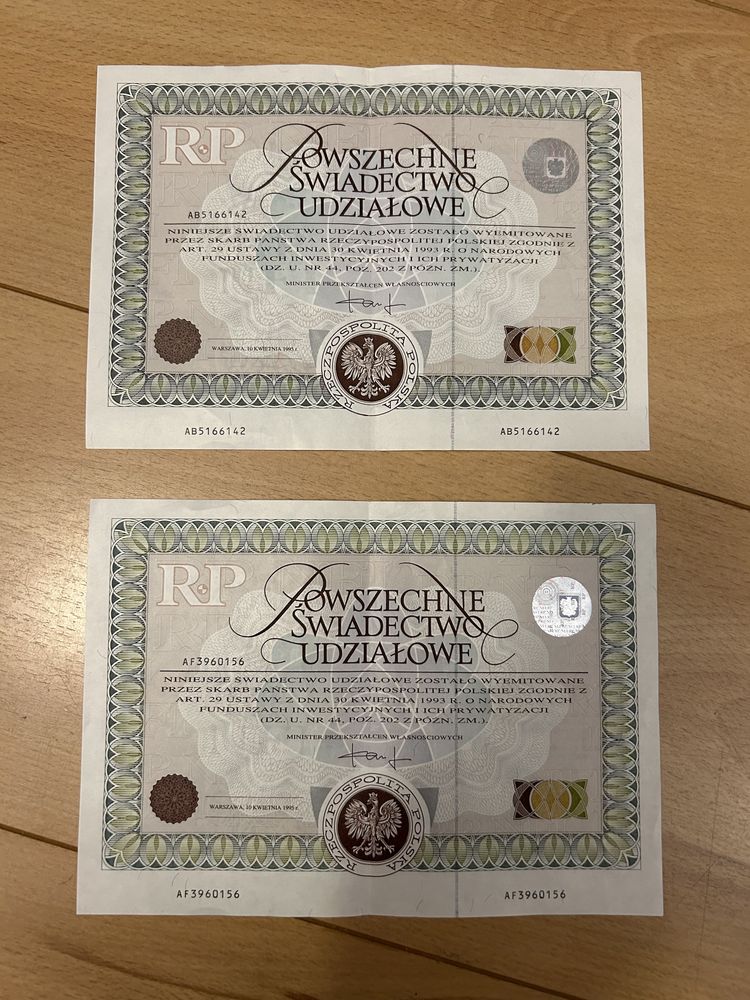 RP
POWSZECHNE
ŚWIADECTWO
UDZIAŁOWE
AB5166142
NINIEJSZE ŚWIADECTWO UDZIAŁOWE ZOSTAŁO WYEMITOWANE
PRZEZ SKARB PAŃSTWA RZECZYPOSPOLITEJ POLSKIEJ ZGODNIE Z
ART. 29 USTAWY Z DNIA 30 KWIETNIA 1993 R. O NARODOWYCH
FUNDUSZACH INWESTYCYJNYCH I ICH PRYWATYZACJI
(DZ. U. NR 44, POZ. 202 Z PÓZN. ZM.).
MINISTER PRZEKSZTAŁCEŃ WŁASNOŚCIOWYCH
WARSZAWA, 10 KWIETNIA 1995 r.
RZECZPOSPOLITA POLSKA
AB5166142 AB5166142
RP
POWSZECHNE
ŚWIADECTWO
UDZIAŁOWE
AF3960156
NINIEJSZE ŚWIADECTWO UDZIAŁOWE ZOSTAŁO WYEMITOWANE
PRZEZ SKARB PAŃSTWA RZECZYPOSPOLITEJ POLSKIEJ ZGODNIE Z
ART. 29 USTAWY Z DNIA 30 KWIETNIA 1993 R. O NARODOWYCH
FUNDUSZACH INWESTYCYJNYCH I ICH PRYWATYZACJI
(DZ. U. NR 44, POZ. 202 Z PÓZN. ZM.).
MINISTER PRZEKSZTAŁCEŃ WŁASNOŚCIOWYCH
WARSZAWA, 10 KWIETNIA 1995 r.
RZECZPOSPOLITA POLSKA
AF3960156 AF3960156